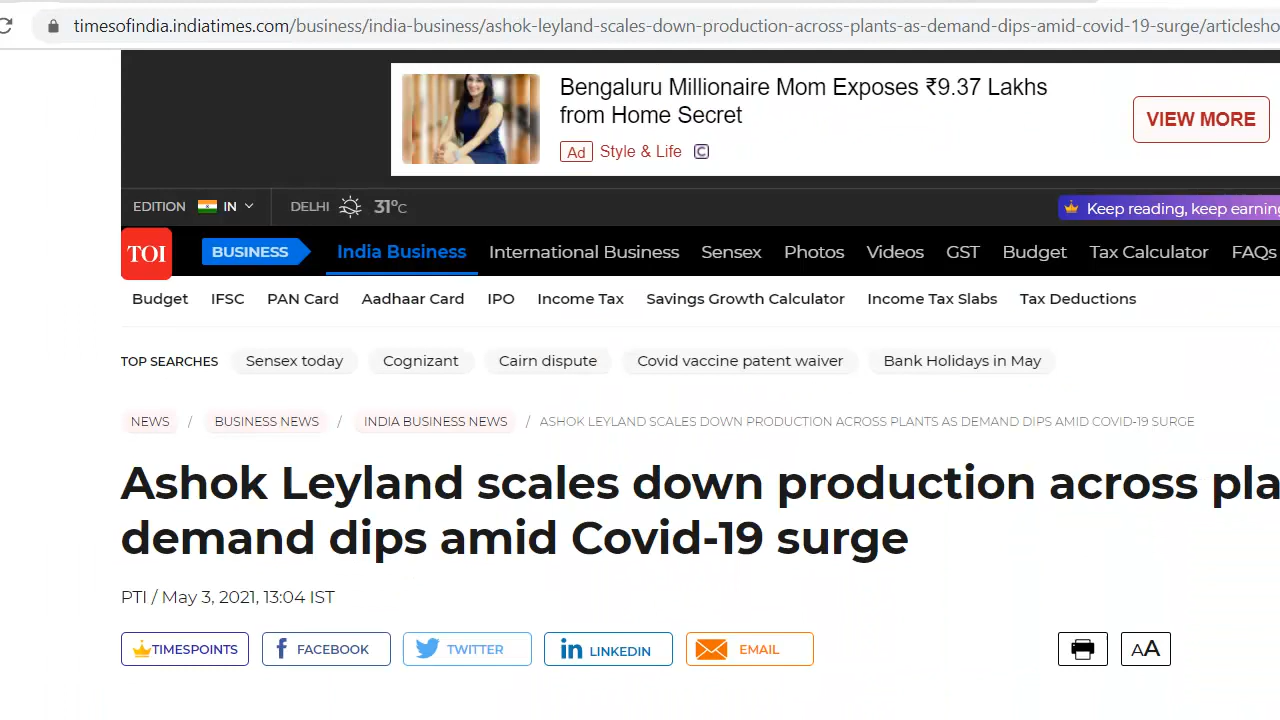 timesofindia.indiatimes.com/business/india-business/ashok-leyland-scales-down-production-across-plants-as-demand-dips-amid-covid-19-surge/articlesho
Bengaluru Millionaire Mom Exposes ₹9.37 Lakhs
from Home Secret
VIEW MORE
Ad Style & Life C
EDITION IN DELHI 31°C
Keep reading, keep earning
TOI BUSINESS India Business International Business Sensex Photos Videos GST Budget Tax Calculator FAQs
Budget IFSC PAN Card Aadhaar Card IPO Income Tax Savings Growth Calculator Income Tax Slabs Tax Deductions
TOP SEARCHES Sensex today Cognizant Cairn dispute Covid vaccine patent waiver Bank Holidays in May
NEWS / BUSINESS NEWS / INDIA BUSINESS NEWS / ASHOK LEYLAND SCALES DOWN PRODUCTION ACROSS PLANTS AS DEMAND DIPS AMID COVID-19 SURGE
Ashok Leyland scales down production across pla
demand dips amid Covid-19 surge
PTI / May 3, 2021, 13:04 IST
TIMESPOINTS FACEBOOK TWITTER LINKEDIN EMAIL AA